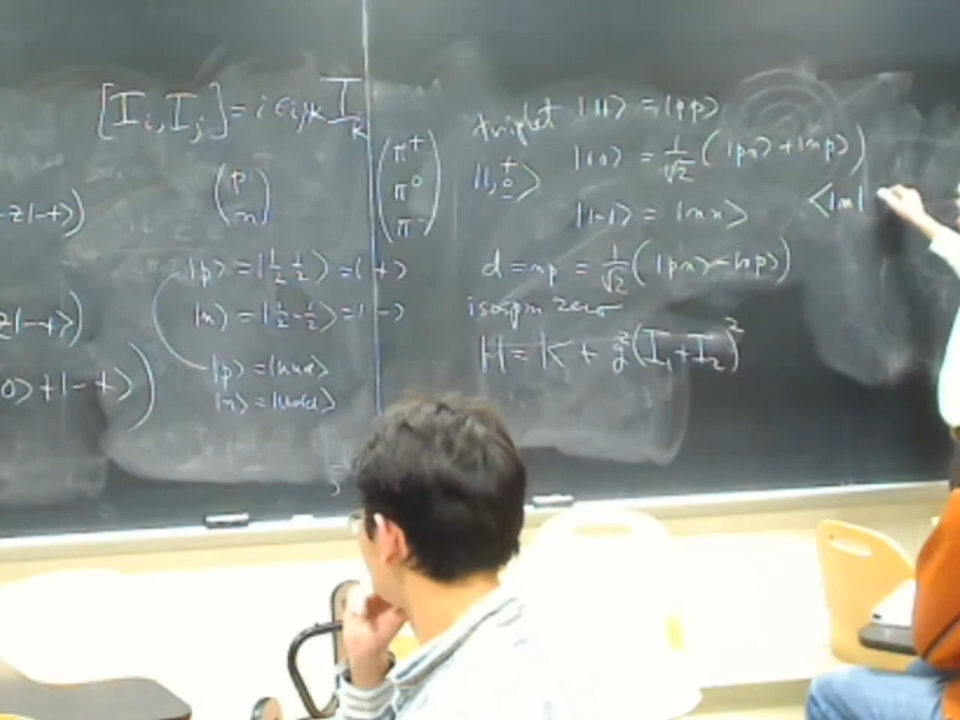 [I_i, I_j] = i ε_ijk I_k
(p
n)
-z|-+⟩)
z|-+⟩)
0⟩+|-+⟩)
|p⟩ = |½ ½⟩ = |+⟩
|n⟩ = |½ -½⟩ = |-⟩
|p⟩ = |uud⟩
|n⟩ = |udd⟩
(π⁺
π⁰
π⁻)
triplet |11⟩ = |pp⟩
|1,⁺₀₋⟩ |10⟩ = 1/√2 (|pn⟩+|np⟩)
|1-1⟩ = |nn⟩
⟨1m|
d = np = 1/√2 (|pn⟩-|np⟩)
isospin zero
H = K + g²(I₁+I₂)²